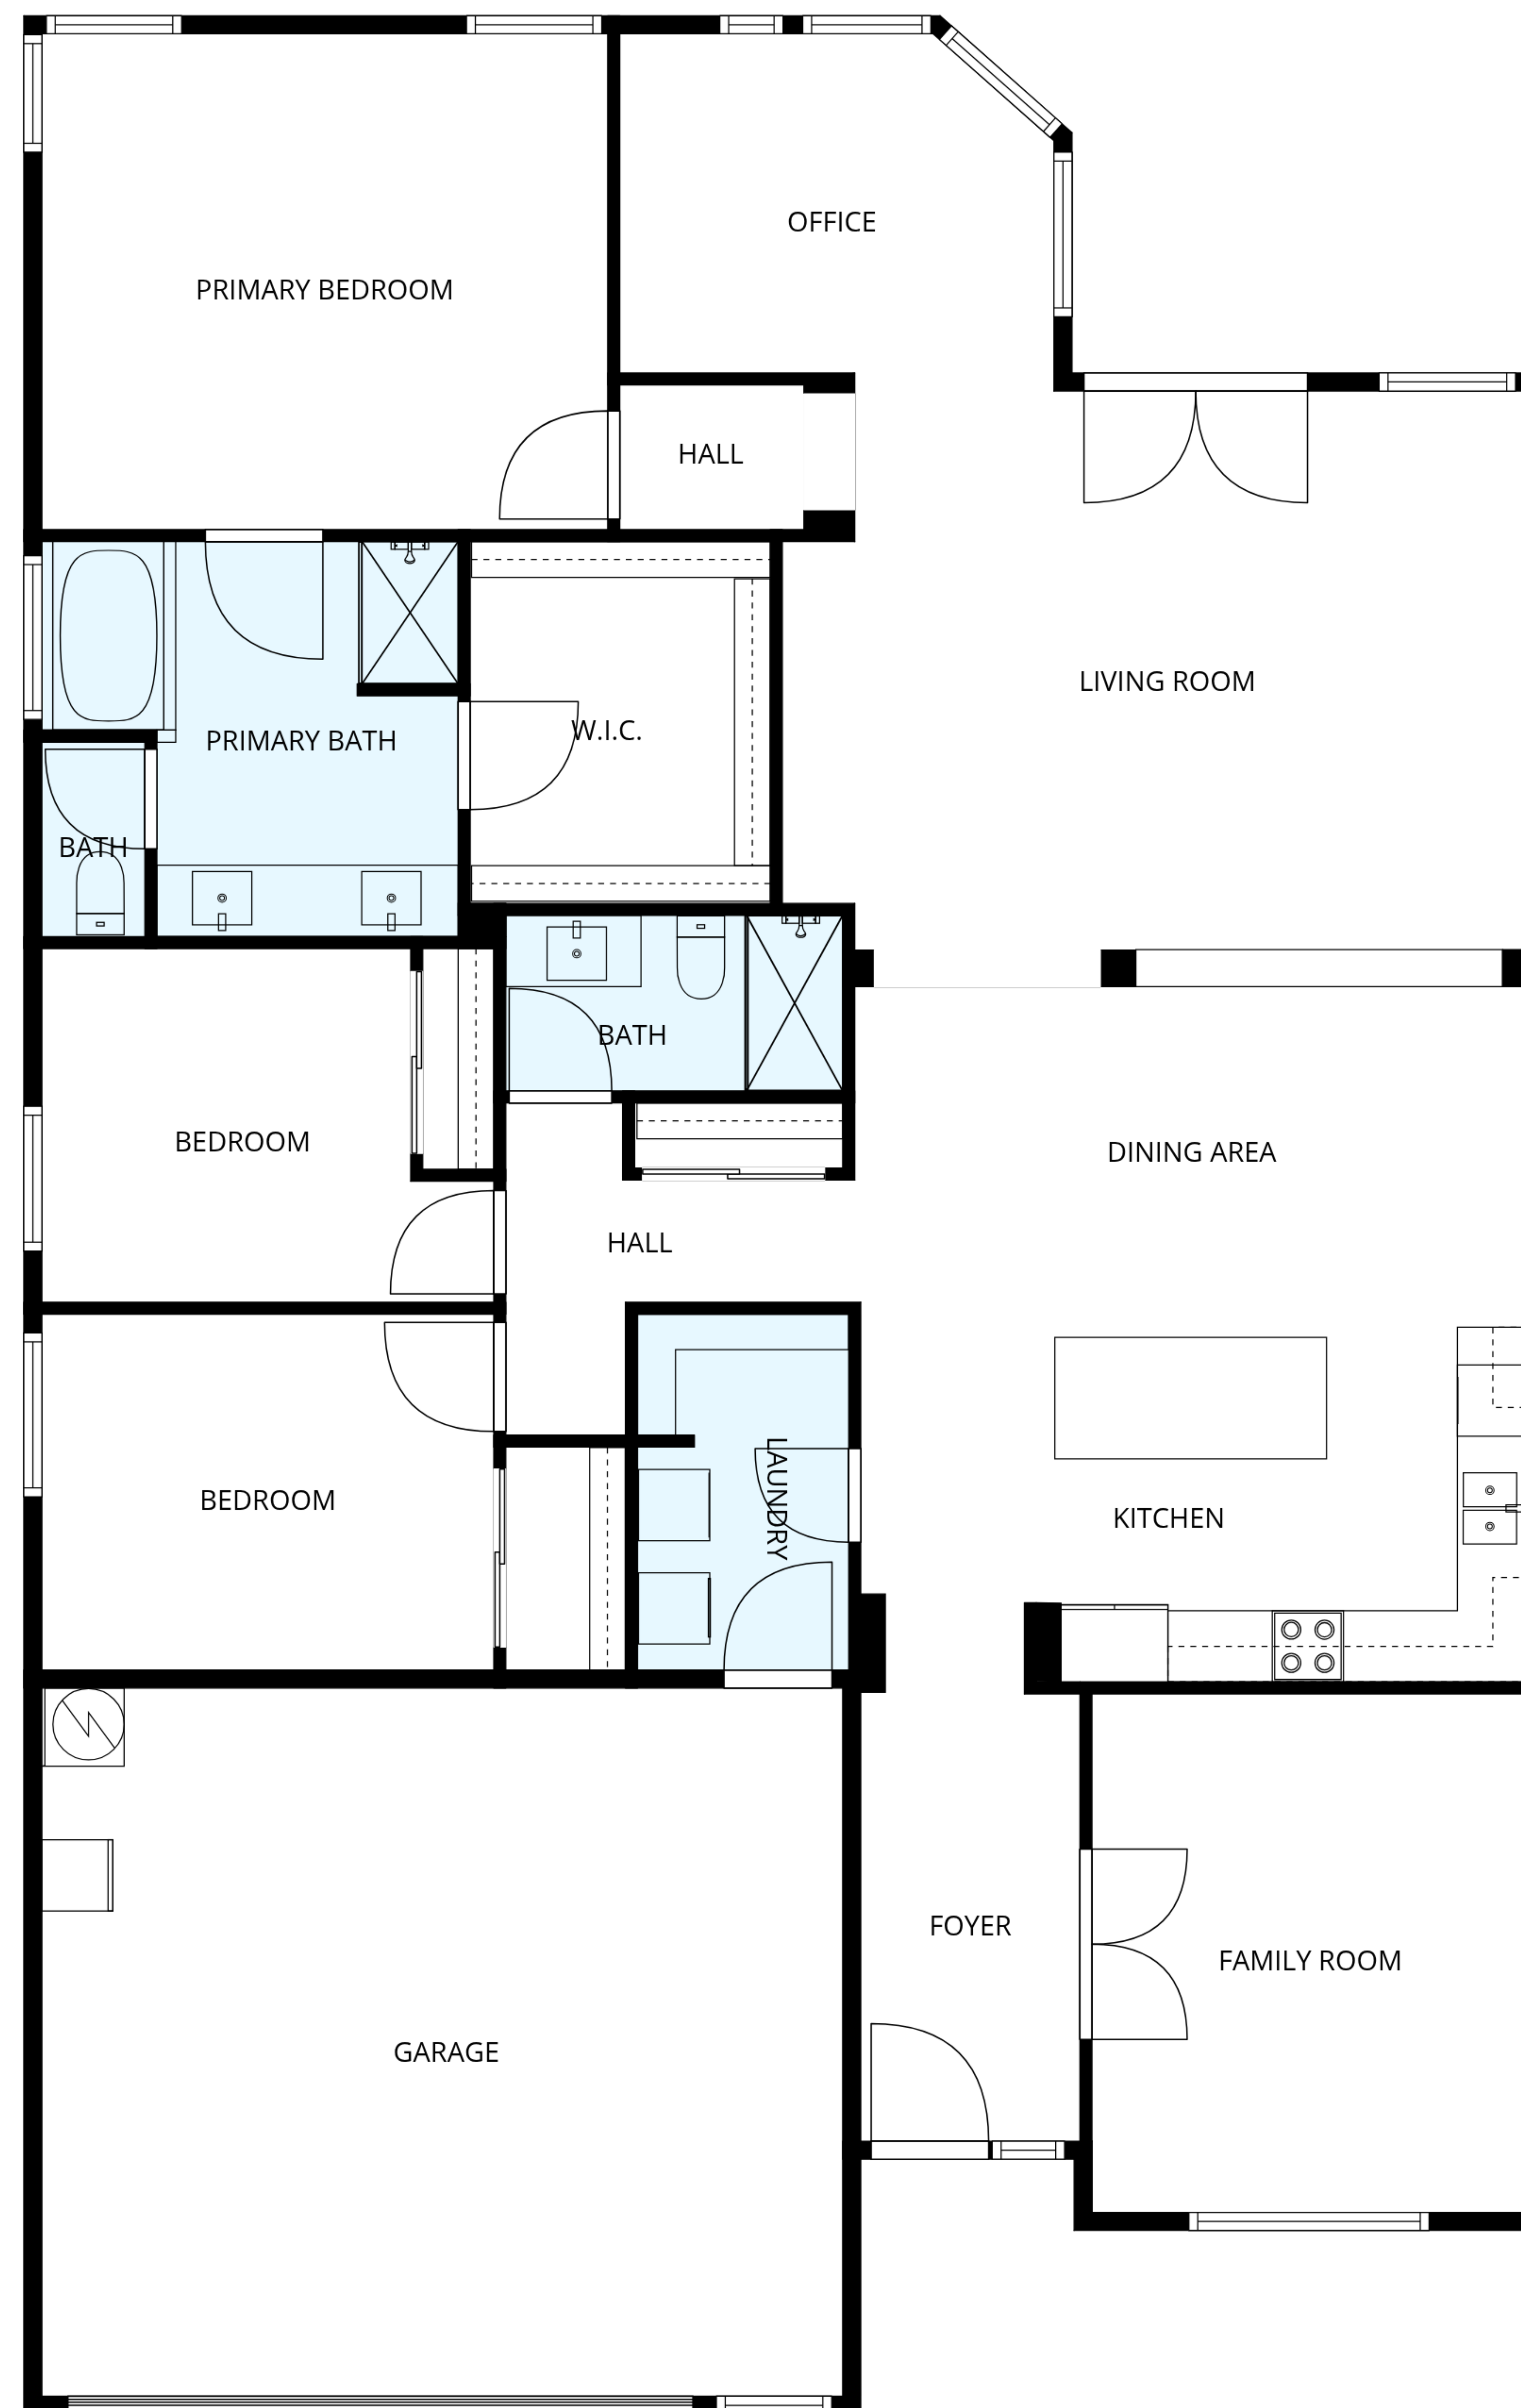 OFFICE
PRIMARY BEDROOM
HALL
LIVING ROOM
W.I.C.
PRIMARY BATH
BATH
BATH
BEDROOM
DINING AREA
HALL
LAUNDRY
BEDROOM
KITCHEN
FOYER
FAMILY ROOM
GARAGE